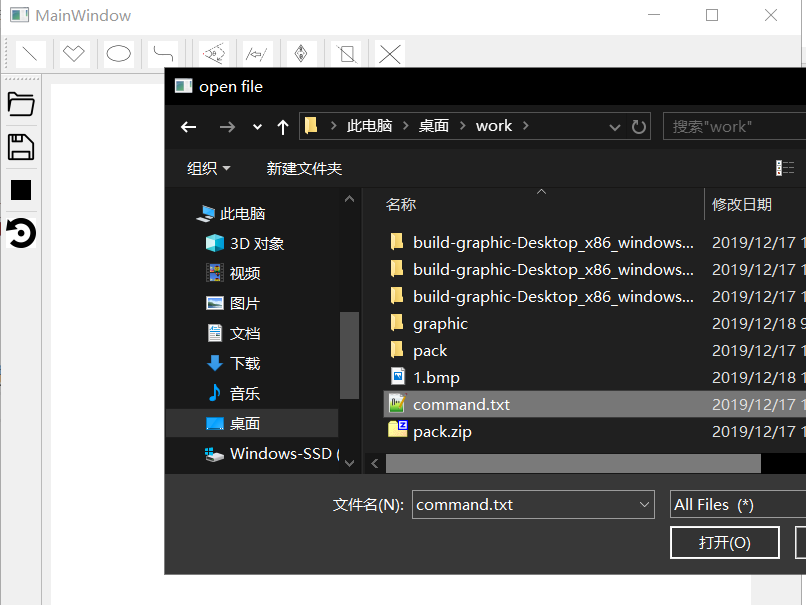 MainWindow
open file
此电脑 桌面 work
搜索"work"
组织 新建文件夹
名称 修改日期
此电脑
3D 对象
视频
图片
文档
下载
音乐
桌面
Windows-SSD (
build-graphic-Desktop_x86_windows... 2019/12/17 1
build-graphic-Desktop_x86_windows... 2019/12/17 1
build-graphic-Desktop_x86_windows... 2019/12/17 1
graphic 2019/12/18 9
pack 2019/12/17 1
1.bmp 2019/12/18 1
command.txt 2019/12/17 1
pack.zip 2019/12/17 1
文件名(N): command.txt All Files (*)
打开(O)